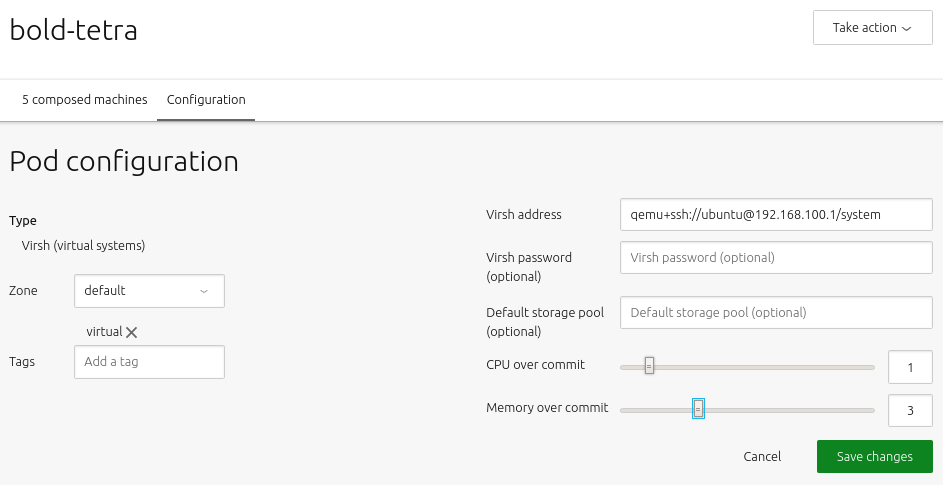 bold-tetra
Take action
5 composed machines
Configuration
Pod configuration
Type
Virsh (virtual systems)
Zone
default
virtual
Tags
Add a tag
Virsh address
qemu+ssh://ubuntu@192.168.100.1/system
Virsh password
(optional)
Virsh password (optional)
Default storage pool
(optional)
Default storage pool (optional)
CPU over commit
1
Memory over commit
3
Cancel
Save changes